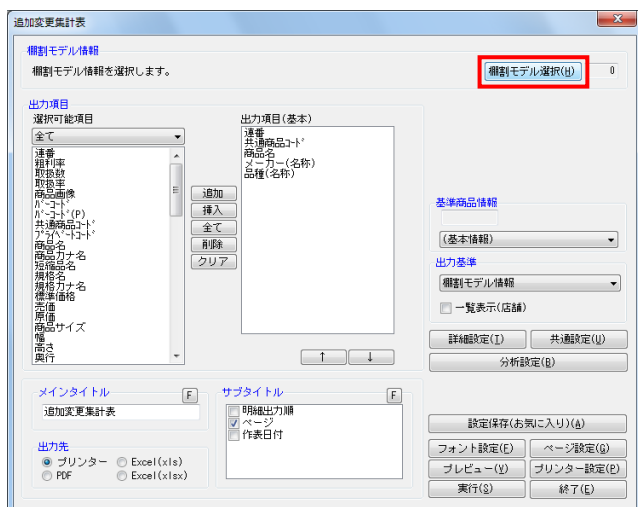 追加変更集計表
棚割モデル情報
棚割モデル情報を選択します。
棚割モデル選択(H)
0
出力項目
選択可能項目
全て
連番
粗利率
取扱数
取扱率
商品画像
バーコード
バーコード(P)
共通商品コード
プライベートコード
商品名
商品カナ名
短縮品名
規格名
規格カナ名
標準価格
売価
原価
商品サイズ
幅
高さ
奥行
追加
挿入
全て
削除
クリア
出力項目(基本)
連番
共通商品コード
商品名
メーカー(名称)
品種(名称)
↑
↓
基準商品情報
(基本情報)
出力基準
棚割モデル情報
一覧表示(店舗)
詳細設定(I)
共通設定(U)
分析設定(B)
メインタイトル
F
追加変更集計表
サブタイトル
F
明細出力順
ページ
作表日付
出力先
プリンター
Excel(xls)
PDF
Excel(xlsx)
設定保存(お気に入り)(A)
フォント設定(F)
ページ設定(G)
プレビュー(V)
プリンター設定(P)
実行(S)
終了(E)